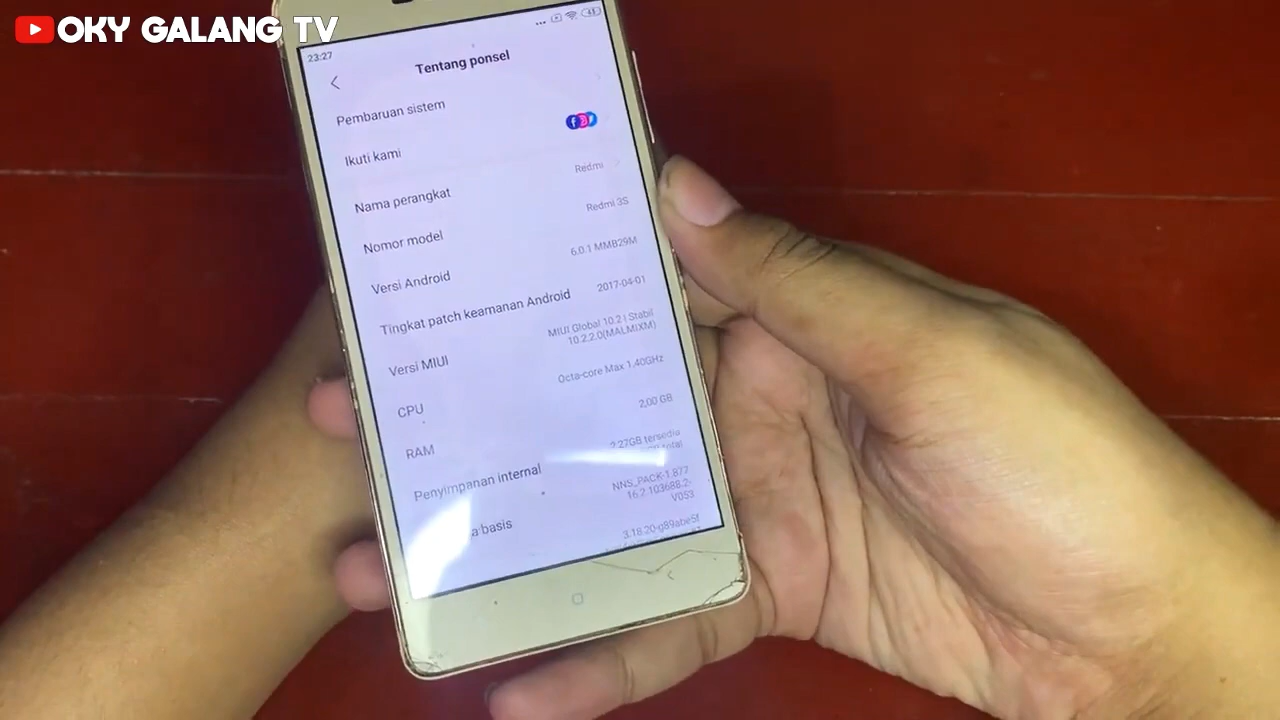 OKY GALANG TV
23:27
41
Tentang ponsel
Pembaruan sistem
Ikuti kami
Nama perangkat
Redmi
Nomor model
Redmi 3S
Versi Android
6.0.1 MMB29M
Tingkat patch keamanan Android
2017-04-01
Versi MIUI
MIUI Global 10.2 | Stabil
10.2.2.0(MALMIXM)
CPU
Octa-core Max 1,40GHz
RAM
2,00 GB
Penyimpanan internal
2,27GB tersedia
total
basis
NNS_PACK-1.877
16.2.103688.2-
V053
3.18.20-g89abe5f